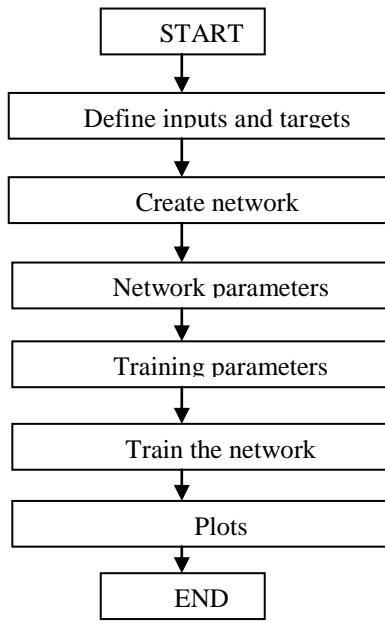 START
Define inputs and targets
Create network
Network parameters
Training parameters
Train the network
Plots
END